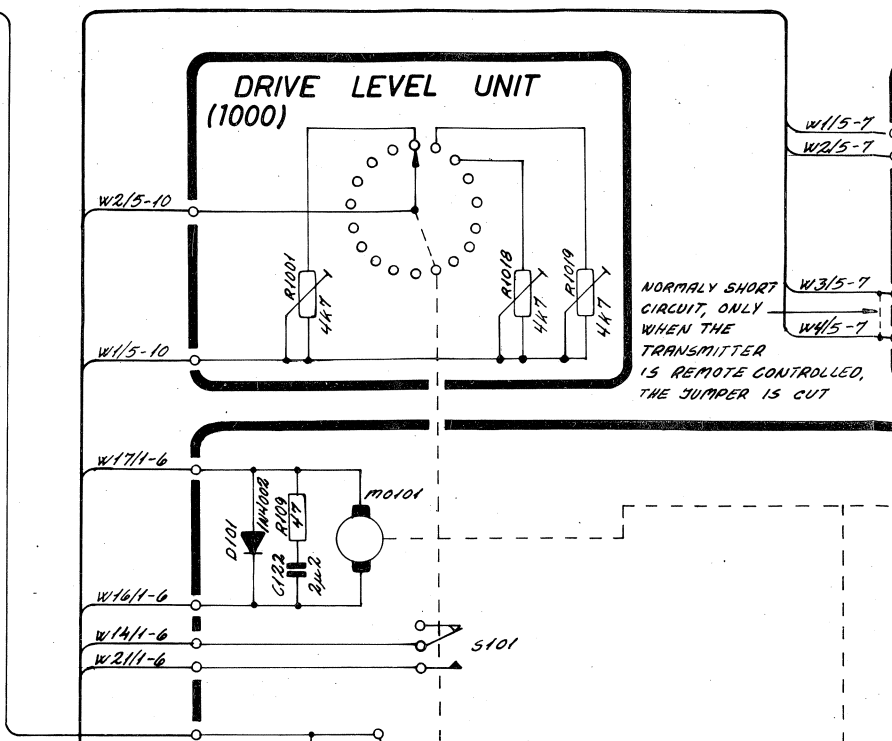 DRIVE LEVEL UNIT
(1000)
W1/5-7
W2/5-7
W2/5-10
R1001
4K7
R1018
4K7
R1019
4K7
NORMALY SHORT
CIRCUIT, ONLY
WHEN THE
TRANSMITTER
IS REMOTE CONTROLLED,
THE JUMPER IS CUT
W3/5-7
W4/5-7
W1/5-10
W17/1-6
D101
1N4002
R109
47
C122
2µ2
M0101
W16/1-6
W14/1-6
S101
W21/1-6